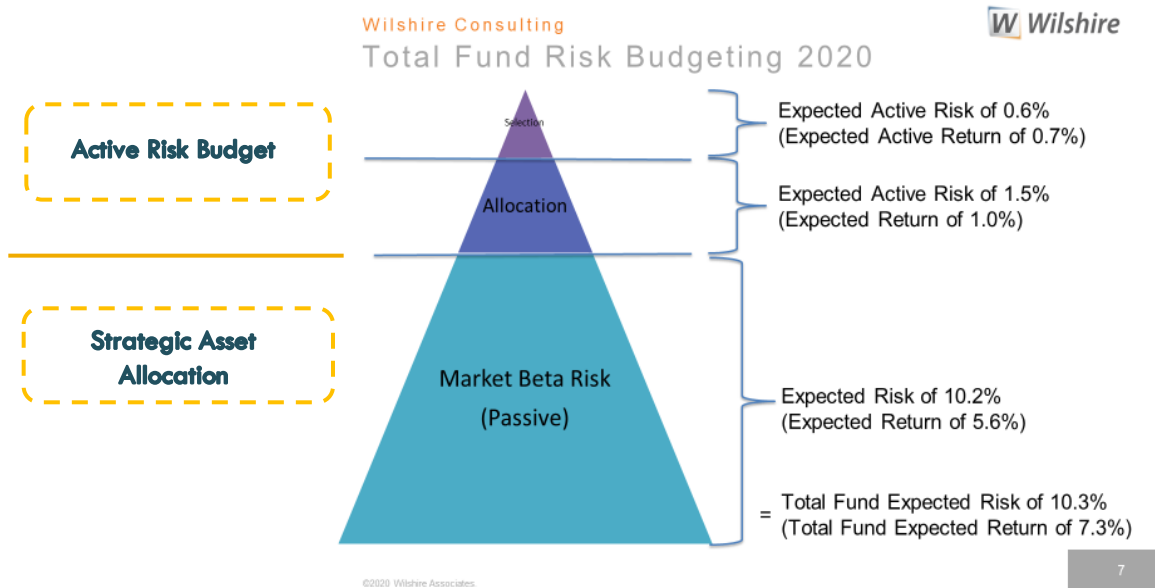 Wilshire Consulting
Total Fund Risk Budgeting 2020
W Wilshire
Active Risk Budget
Selection
Expected Active Risk of 0.6%
(Expected Active Return of 0.7%)
Allocation
Expected Active Risk of 1.5%
(Expected Return of 1.0%)
Strategic Asset
Allocation
Market Beta Risk
(Passive)
Expected Risk of 10.2%
(Expected Return of 5.6%)
= Total Fund Expected Risk of 10.3%
(Total Fund Expected Return of 7.3%)
7
©2020 Wilshire Associates.